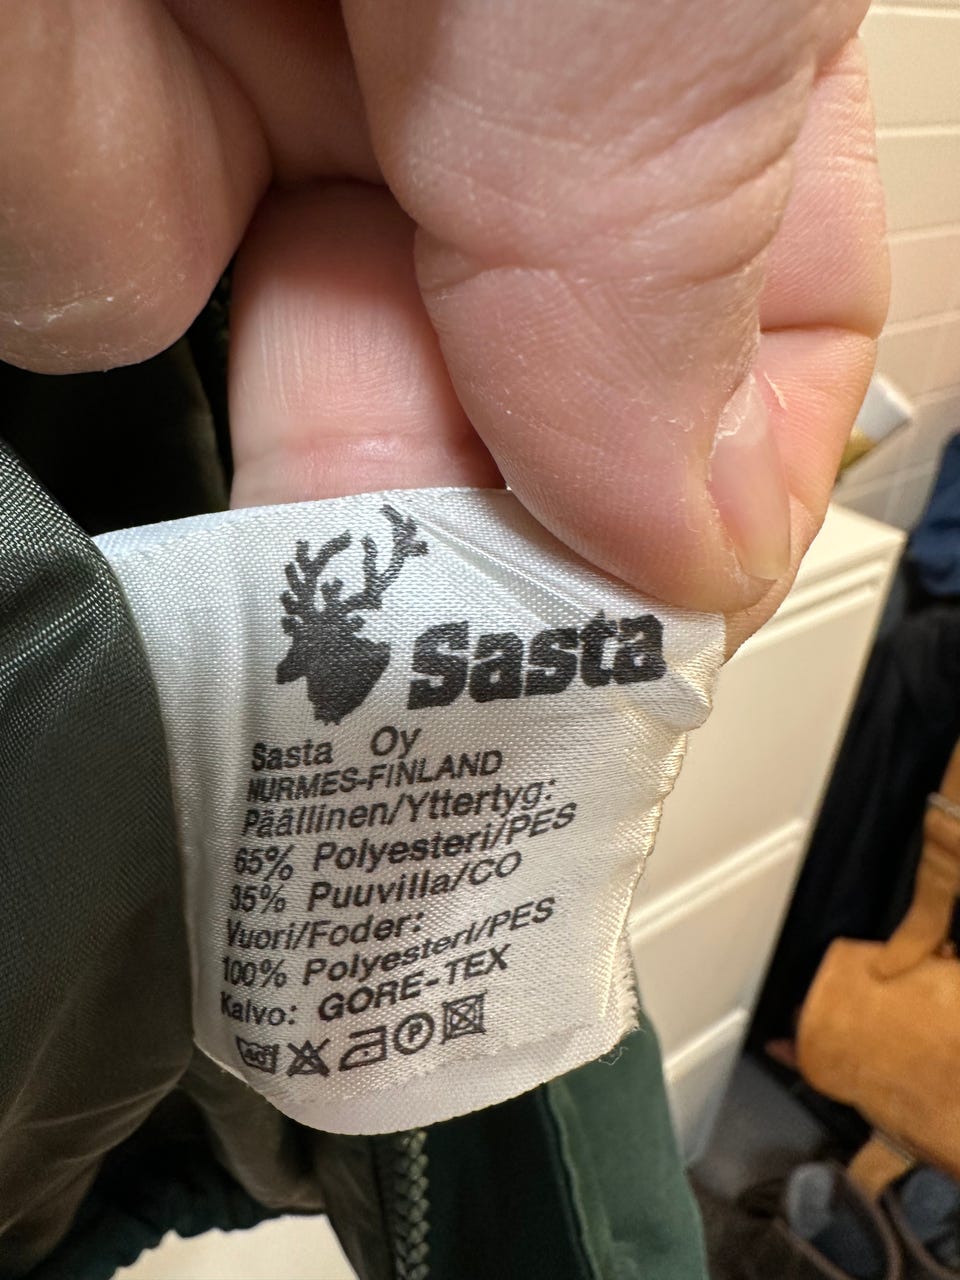 Sasta
Sasta Oy
NURMES-FINLAND
Päällinen/Yttertyg:
65% Polyesteri/PES
35% Puuvilla/CO
Vuori/Foder:
100% Polyesteri/PES
Kalvo: GORE-TEX
40° P